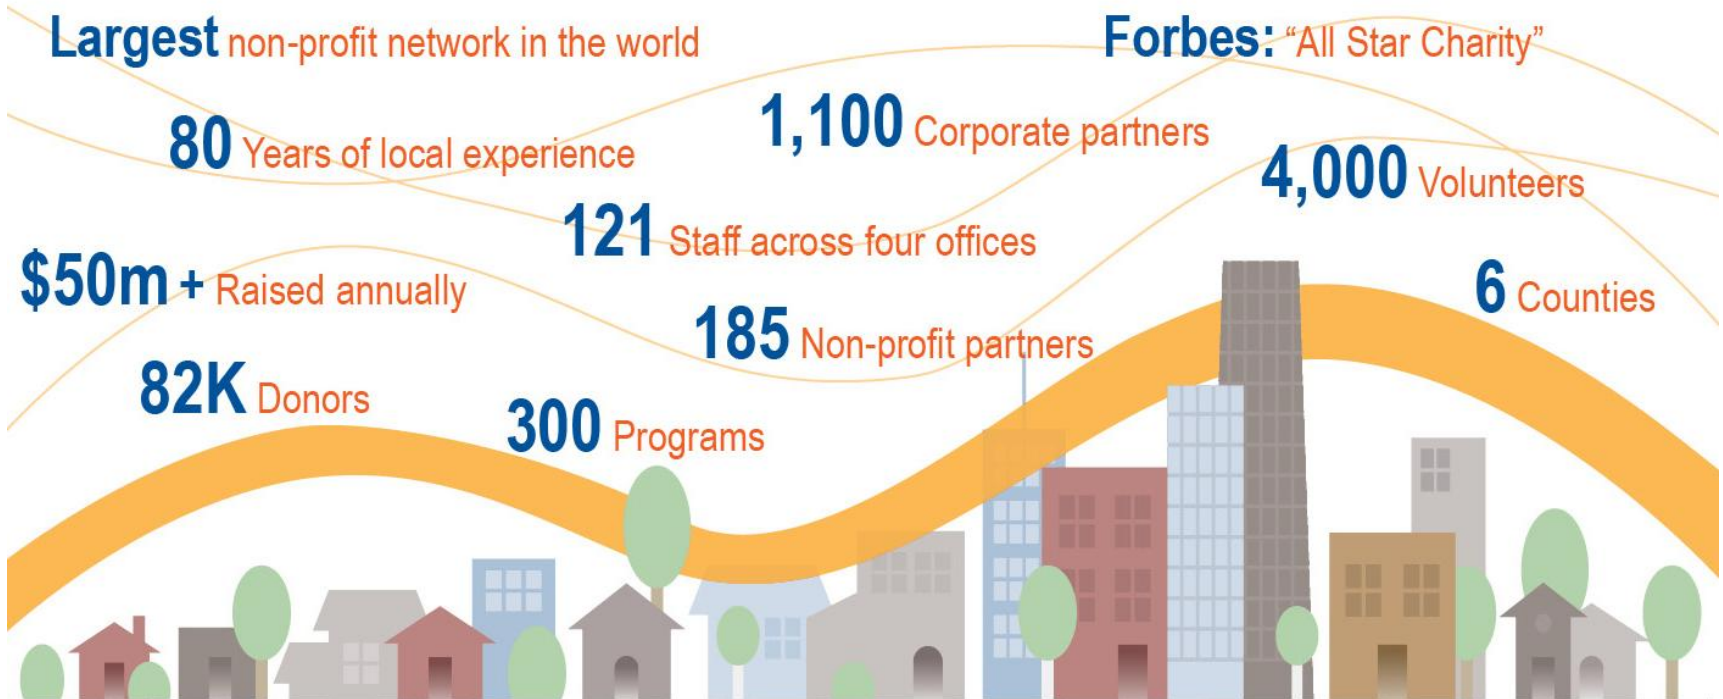 Largest non-profit network in the world
Forbes: “All Star Charity”
80 Years of local experience
1,100 Corporate partners
4,000 Volunteers
121 Staff across four offices
$50m + Raised annually
6 Counties
185 Non-profit partners
82K Donors
300 Programs